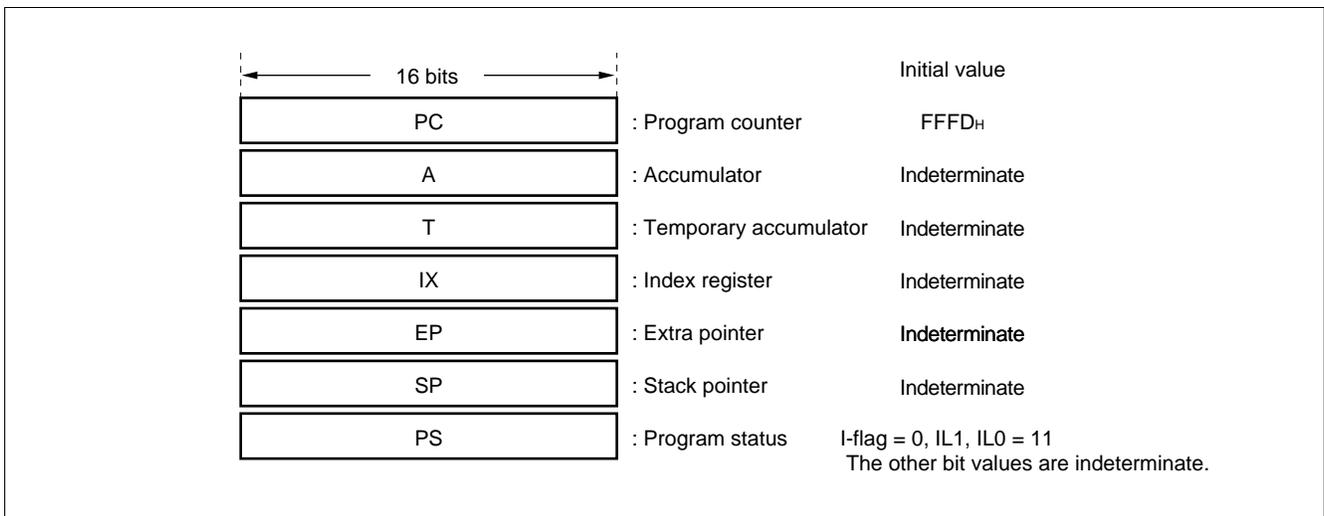 16 bits Initial value
PC : Program counter FFFDH
A : Accumulator Indeterminate
T : Temporary accumulator Indeterminate
IX : Index register Indeterminate
EP : Extra pointer Indeterminate
SP : Stack pointer Indeterminate
PS : Program status I-flag = 0, IL1, IL0 = 11
The other bit values are indeterminate.